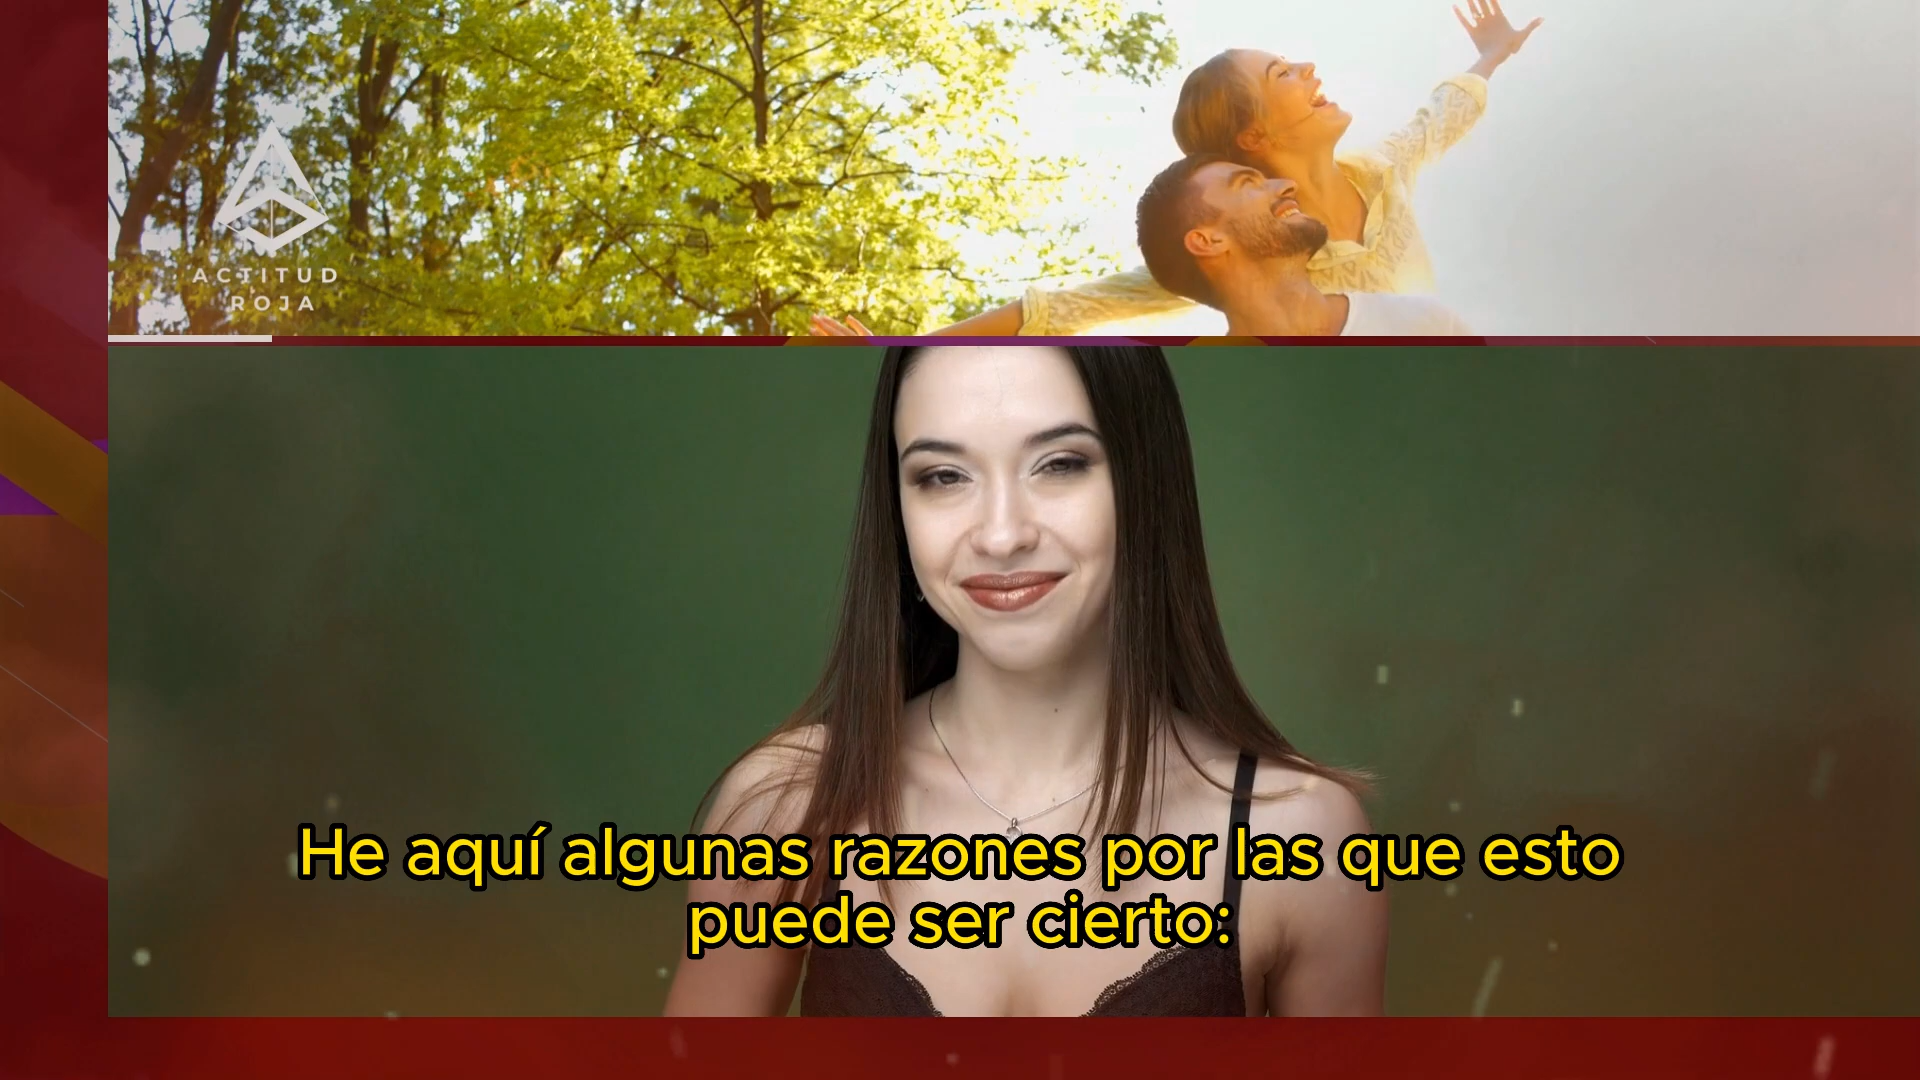 ACTITUD
ROJA
He aquí algunas razones por las que esto
puede ser cierto: